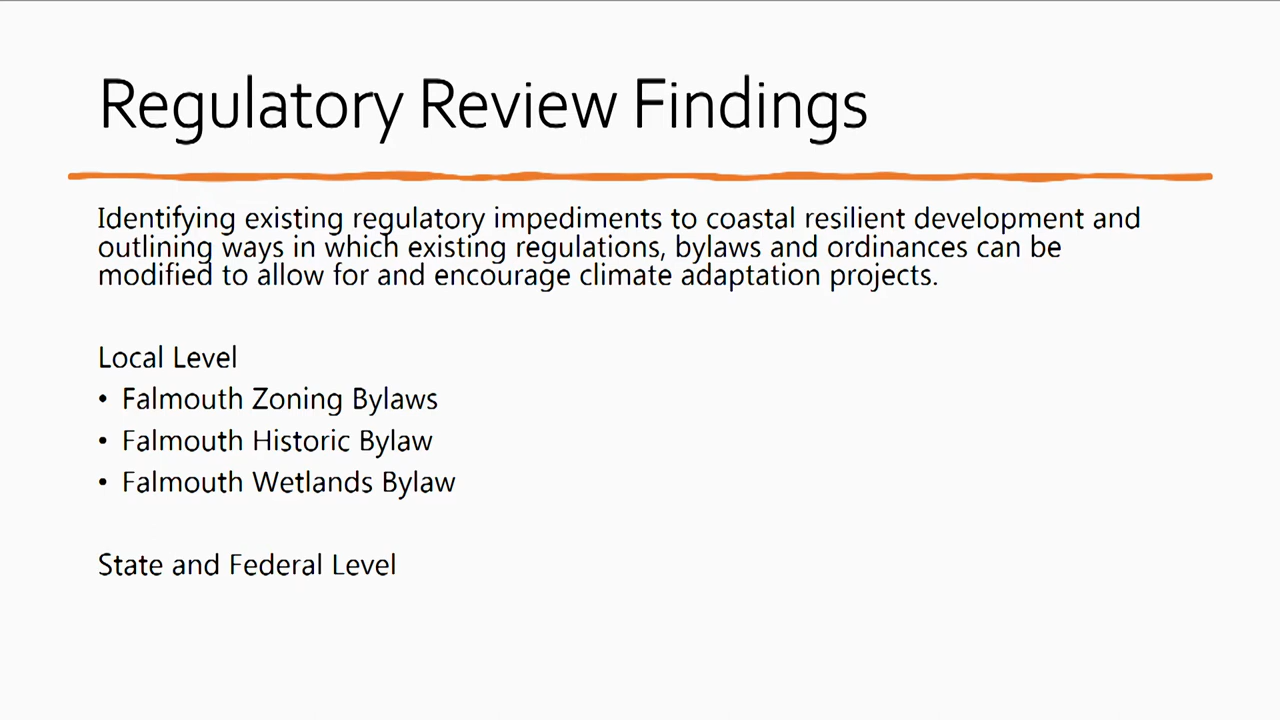 Regulatory Review Findings
Identifying existing regulatory impediments to coastal resilient development and
outlining ways in which existing regulations, bylaws and ordinances can be
modified to allow for and encourage climate adaptation projects.
Local Level
• Falmouth Zoning Bylaws
• Falmouth Historic Bylaw
• Falmouth Wetlands Bylaw
State and Federal Level